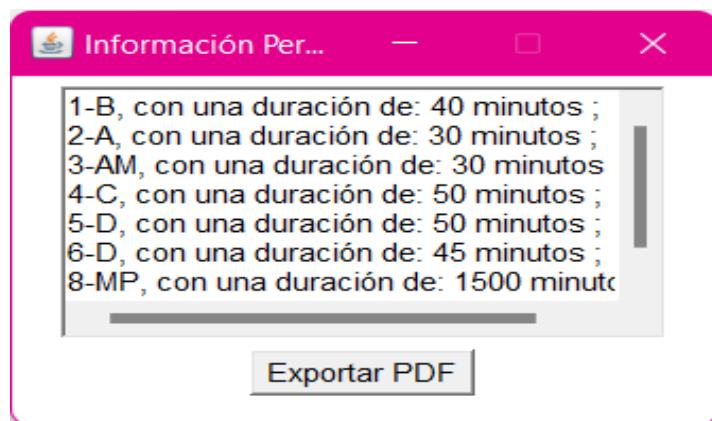 Información Per...
1-B, con una duración de: 40 minutos ;
2-A, con una duración de: 30 minutos ;
3-AM, con una duración de: 30 minutos
4-C, con una duración de: 50 minutos ;
5-D, con una duración de: 50 minutos ;
6-D, con una duración de: 45 minutos ;
8-MP, con una duración de: 1500 minuto
Exportar PDF